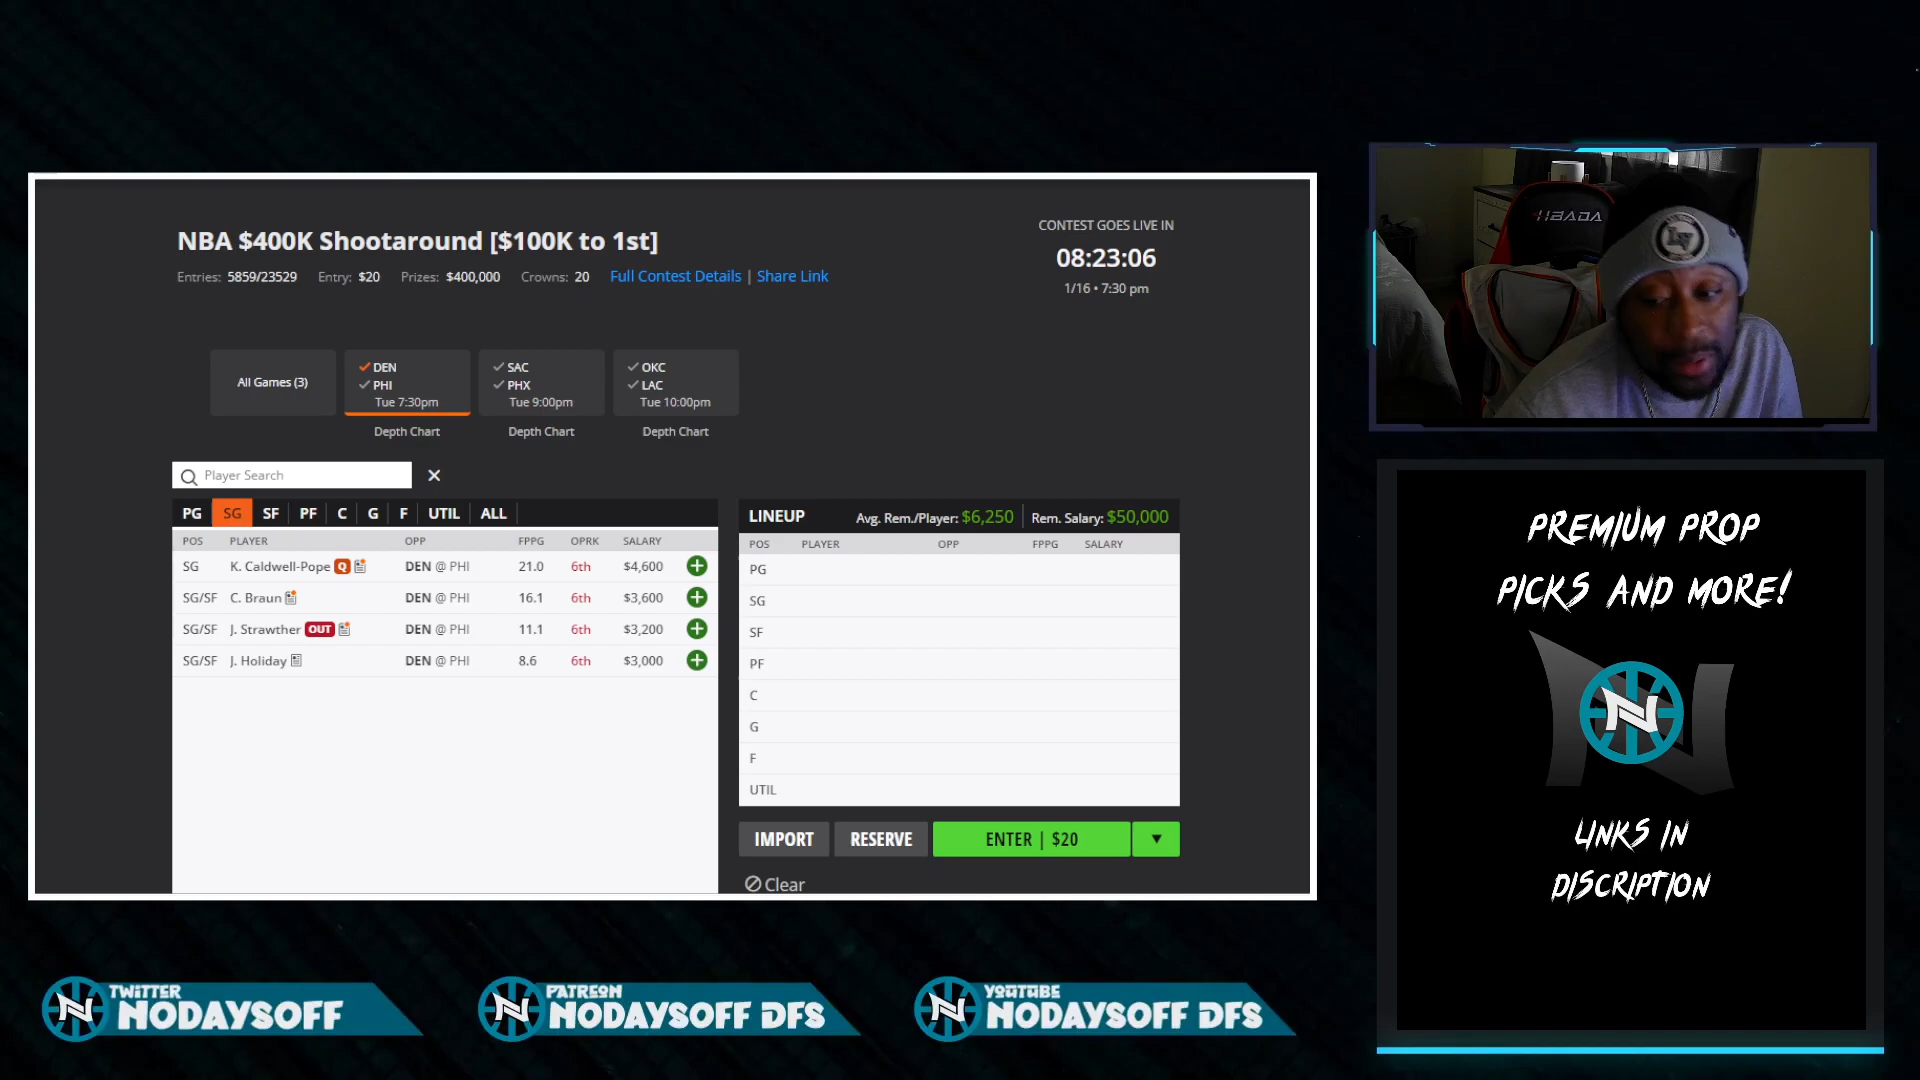 NBA $400K Shootaround [$100K to 1st]
Entries: 5859/23529 Entry: $20 Prizes: $400,000 Crowns: 20 Full Contest Details | Share Link
CONTEST GOES LIVE IN
08:23:06
1/16 • 7:30 pm
All Games (3)
DEN
PHI
Tue 7:30pm
Depth Chart
SAC
PHX
Tue 9:00pm
Depth Chart
OKC
LAC
Tue 10:00pm
Depth Chart
Player Search
PG SG SF PF C G F UTIL ALL
POS PLAYER OPP FPPG OPRK SALARY
SG K. Caldwell-Pope Q DEN @ PHI 21.0 6th $4,600
SG/SF C. Braun DEN @ PHI 16.1 6th $3,600
SG/SF J. Strawther OUT DEN @ PHI 11.1 6th $3,200
SG/SF J. Holiday DEN @ PHI 8.6 6th $3,000
LINEUP Avg. Rem./Player: $6,250 Rem. Salary: $50,000
POS PLAYER OPP FPPG SALARY
PG
SG
SF
PF
C
G
F
UTIL
IMPORT RESERVE ENTER | $20
Clear
HBADA
PREMIUM PROP
PICKS AND MORE!
N
LINKS IN
DISCRIPTION
N TWITTER
NODAYSOFF
N PATREON
NODAYSOFF DFS
N YOUTUBE
NODAYSOFF DFS